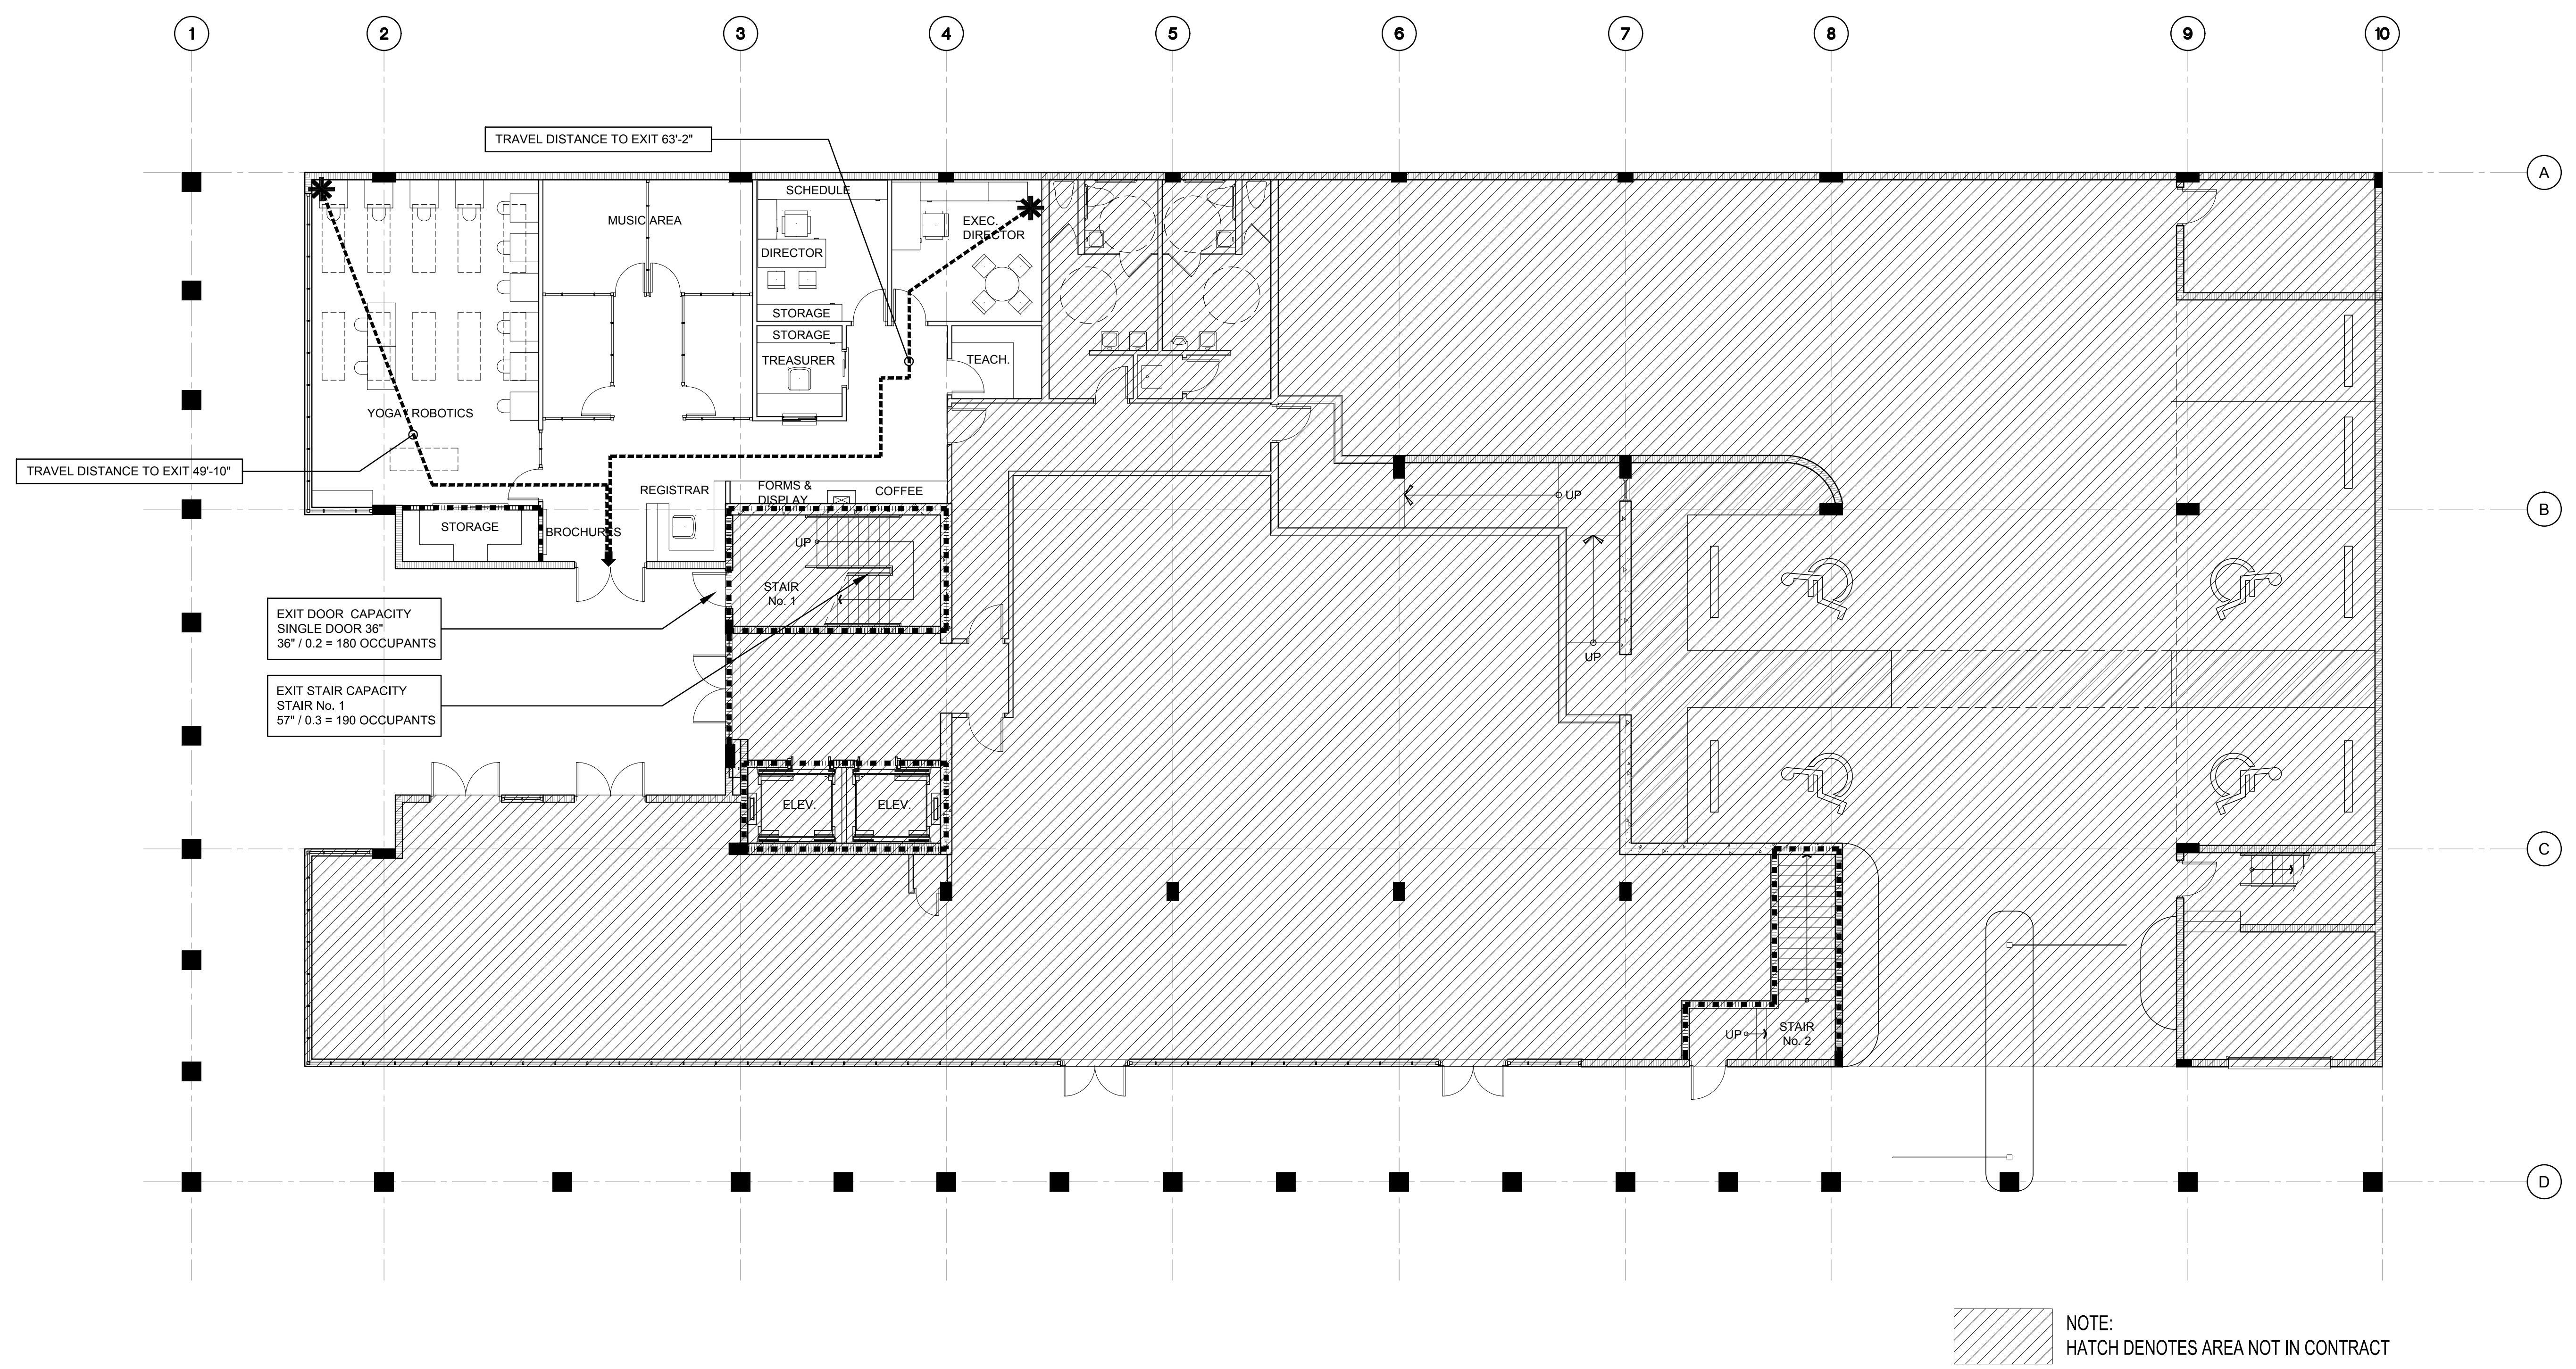 1 2 3 4 5 6 7 8 9 10
TRAVEL DISTANCE TO EXIT 63'-2"
A
SCHEDULE
MUSIC AREA
EXEC.
DIRECTOR
DIRECTOR
STORAGE
STORAGE
TREASURER
TEACH.
YOGA / ROBOTICS
TRAVEL DISTANCE TO EXIT 49'-10"
REGISTRAR
FORMS &
DISPLAY
COFFEE
UP
B
STORAGE
BROCHURES
UP
STAIR
No. 1
EXIT DOOR CAPACITY
SINGLE DOOR 36"
36" / 0.2 = 180 OCCUPANTS
UP
EXIT STAIR CAPACITY
STAIR No. 1
57" / 0.3 = 190 OCCUPANTS
ELEV.
ELEV.
C
UP
STAIR
No. 2
D
NOTE:
HATCH DENOTES AREA NOT IN CONTRACT